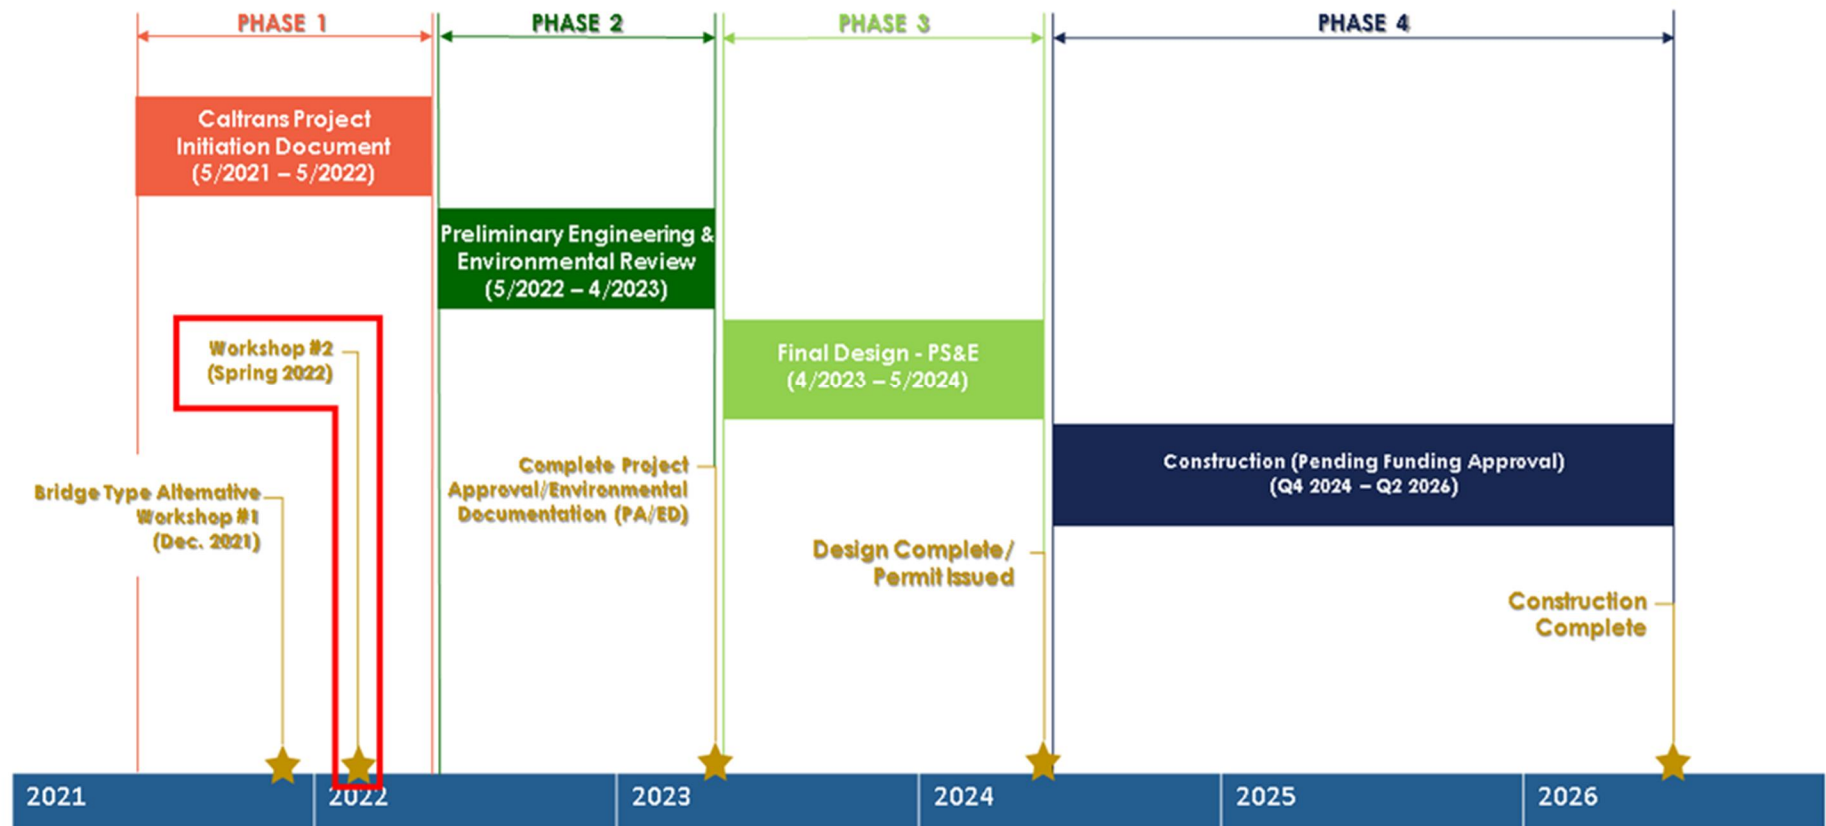 PHASE 1
PHASE 2
PHASE 3
PHASE 4
Caltrans Project
Initiation Document
(5/2021 – 5/2022)
Preliminary Engineering &
Environmental Review
(5/2022 – 4/2023)
Workshop #2
(Spring 2022)
Final Design - PS&E
(4/2023 – 5/2024)
Construction (Pending Funding Approval)
(Q4 2024 – Q2 2026)
Bridge Type Alternative
Workshop #1
(Dec. 2021)
Complete Project
Approval/Environmental
Documentation (PA/ED)
Design Complete/
Permit Issued
Construction
Complete
2021
2022
2023
2024
2025
2026